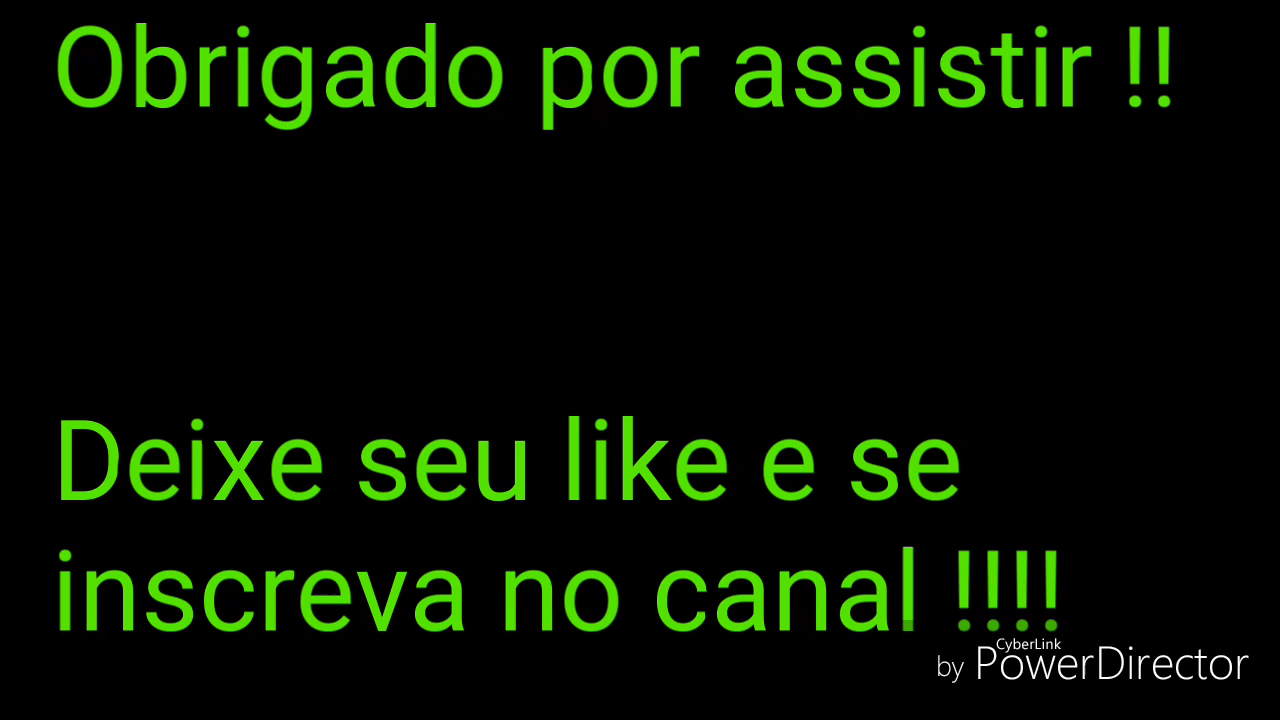 Obrigado por assistir !!
Deixe seu like e se
inscreva no canal !!!!
CyberLink
by PowerDirector